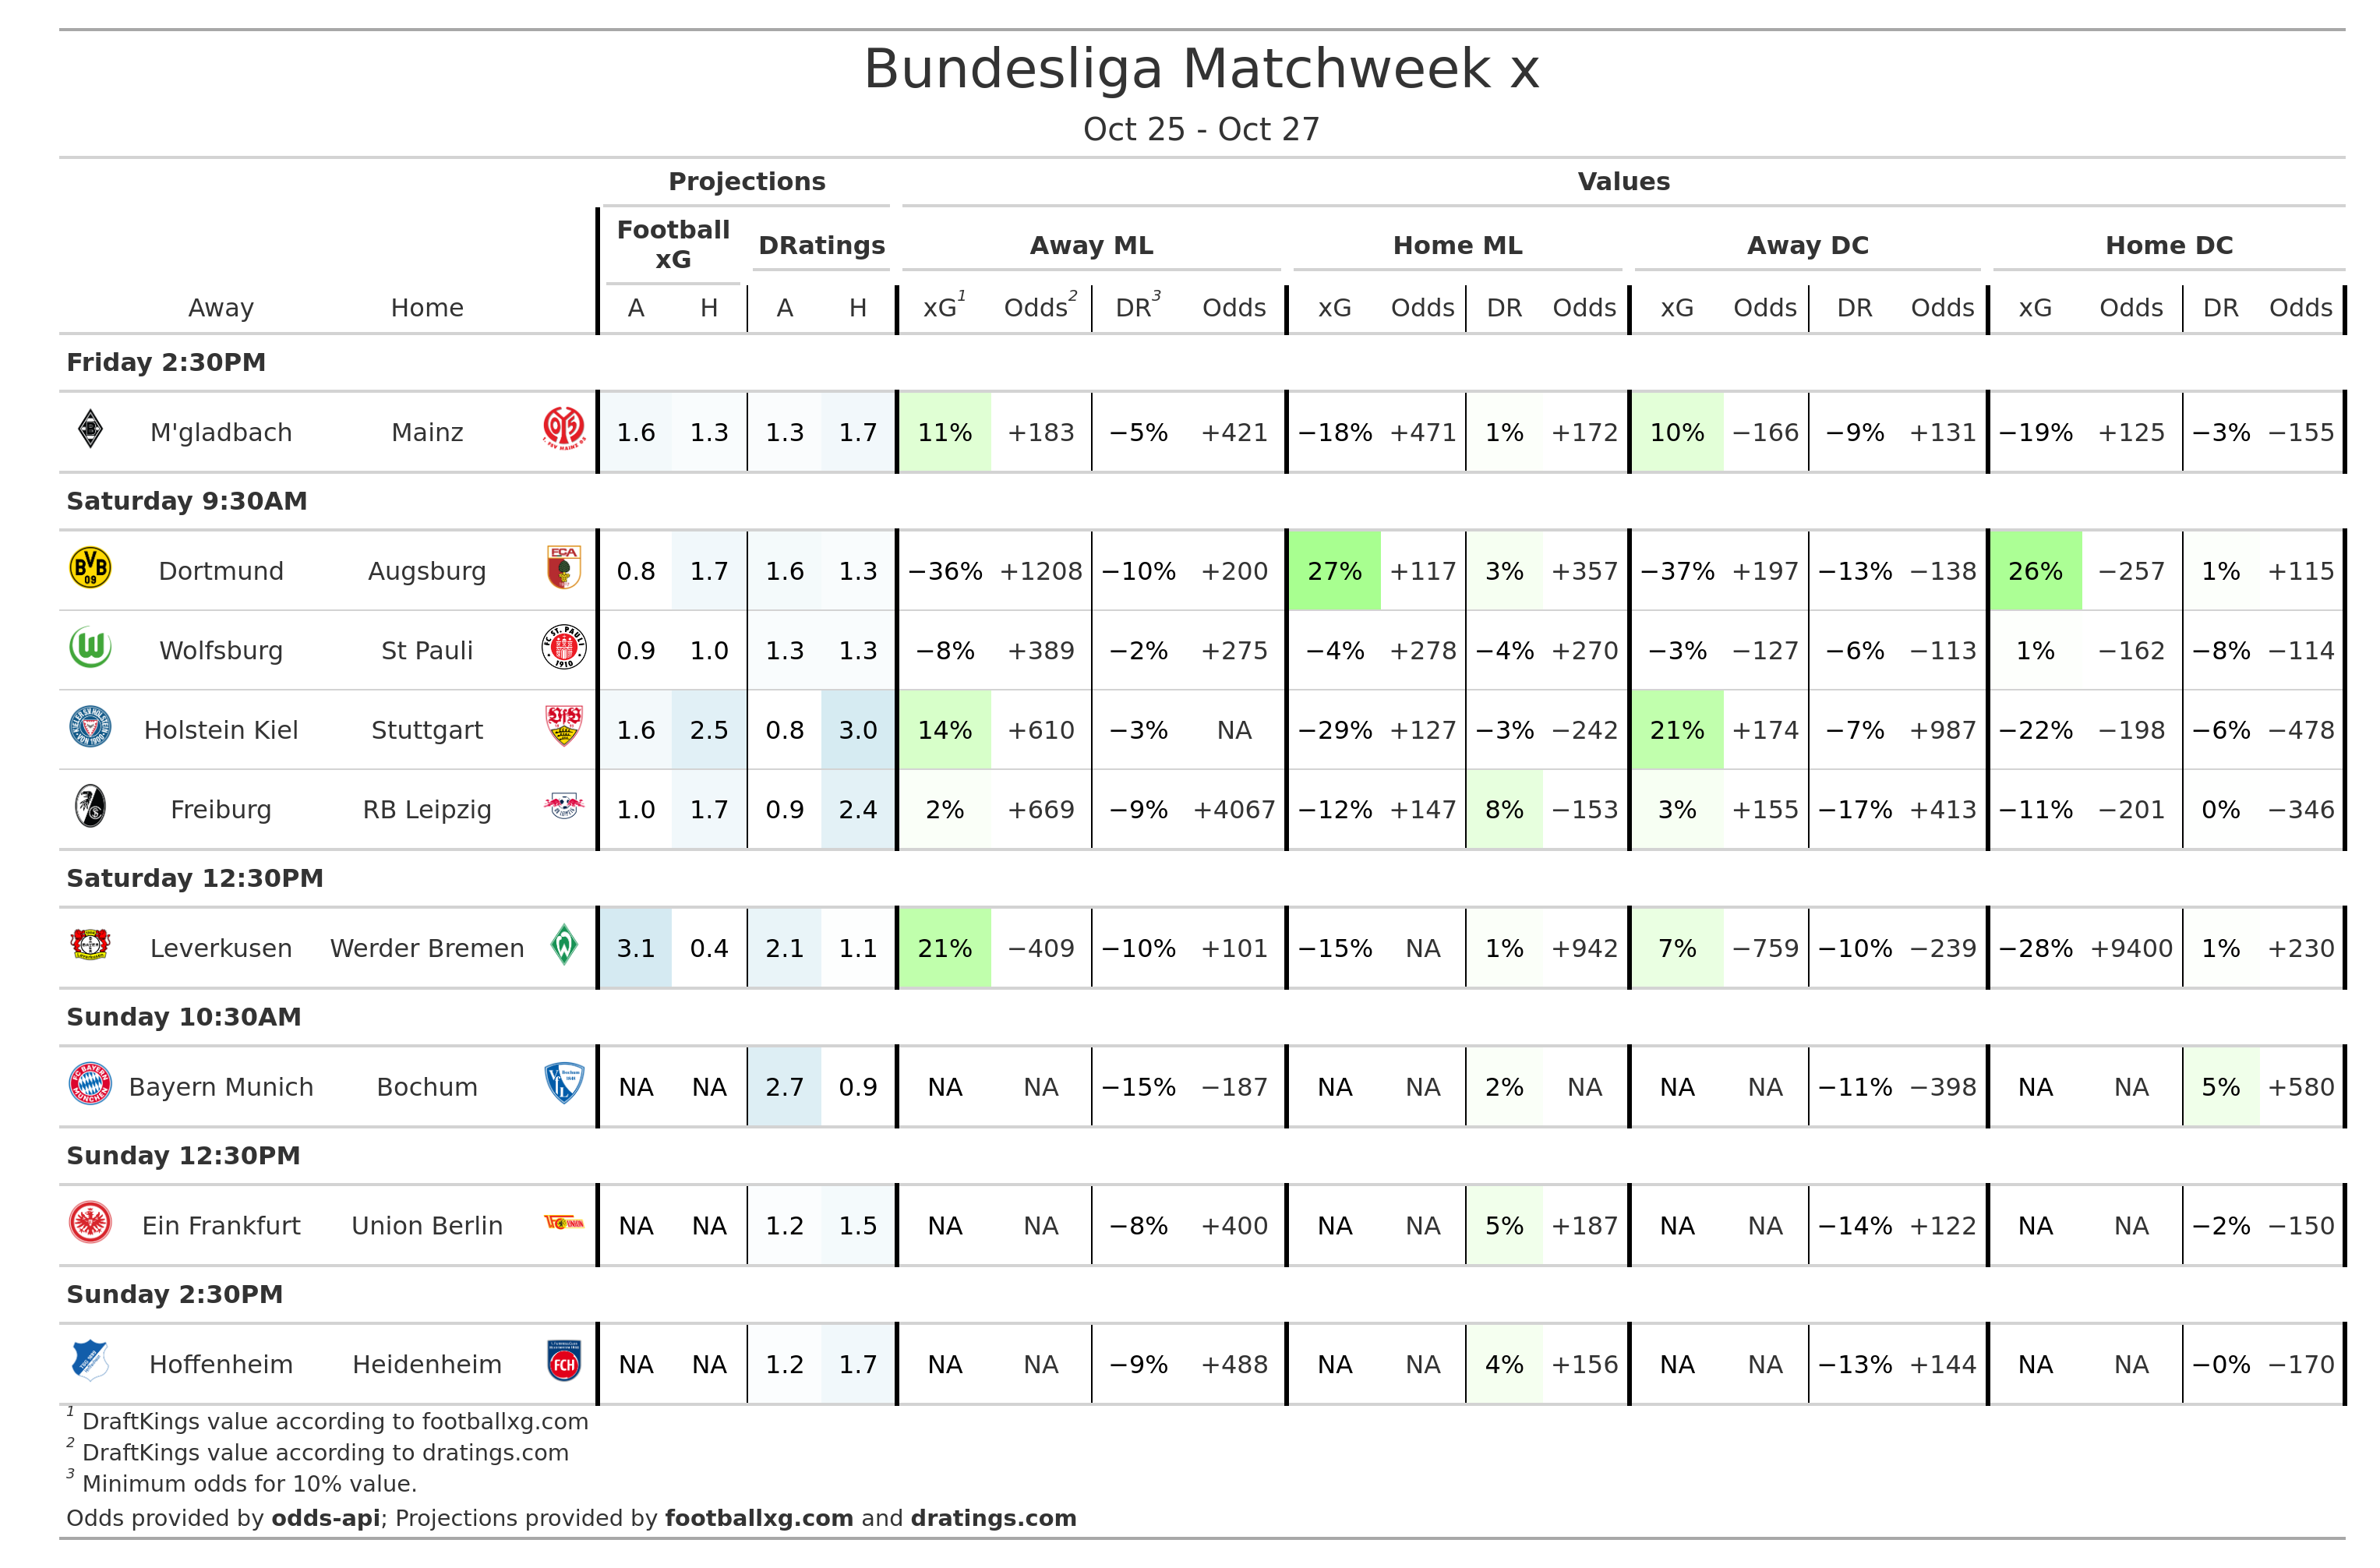 Bundesliga Matchweek x
Oct 25 - Oct 27
Projections Values
Football xG DRatings Away ML Home ML Away DC Home DC
Away Home A H A H xG1 Odds2 DR3 Odds xG Odds DR Odds xG Odds DR Odds xG Odds DR Odds
Friday 2:30PM
M'gladbach Mainz 1.6 1.3 1.3 1.7 11% +183 −5% +421 −18% +471 1% +172 10% −166 −9% +131 −19% +125 −3% −155
Saturday 9:30AM
Dortmund Augsburg 0.8 1.7 1.6 1.3 −36% +1208 −10% +200 27% +117 3% +357 −37% +197 −13% −138 26% −257 1% +115
Wolfsburg St Pauli 0.9 1.0 1.3 1.3 −8% +389 −2% +275 −4% +278 −4% +270 −3% −127 −6% −113 1% −162 −8% −114
Holstein Kiel Stuttgart 1.6 2.5 0.8 3.0 14% +610 −3% NA −29% +127 −3% −242 21% +174 −7% +987 −22% −198 −6% −478
Freiburg RB Leipzig 1.0 1.7 0.9 2.4 2% +669 −9% +4067 −12% +147 8% −153 3% +155 −17% +413 −11% −201 0% −346
Saturday 12:30PM
Leverkusen Werder Bremen 3.1 0.4 2.1 1.1 21% −409 −10% +101 −15% NA 1% +942 7% −759 −10% −239 −28% +9400 1% +230
Sunday 10:30AM
Bayern Munich Bochum NA NA 2.7 0.9 NA NA −15% −187 NA NA 2% NA NA NA −11% −398 NA NA 5% +580
Sunday 12:30PM
Ein Frankfurt Union Berlin NA NA 1.2 1.5 NA NA −8% +400 NA NA 5% +187 NA NA −14% +122 NA NA −2% −150
Sunday 2:30PM
Hoffenheim Heidenheim NA NA 1.2 1.7 NA NA −9% +488 NA NA 4% +156 NA NA −13% +144 NA NA −0% −170
1 DraftKings value according to footballxg.com
2 DraftKings value according to dratings.com
3 Minimum odds for 10% value.
Odds provided by odds-api; Projections provided by footballxg.com and dratings.com